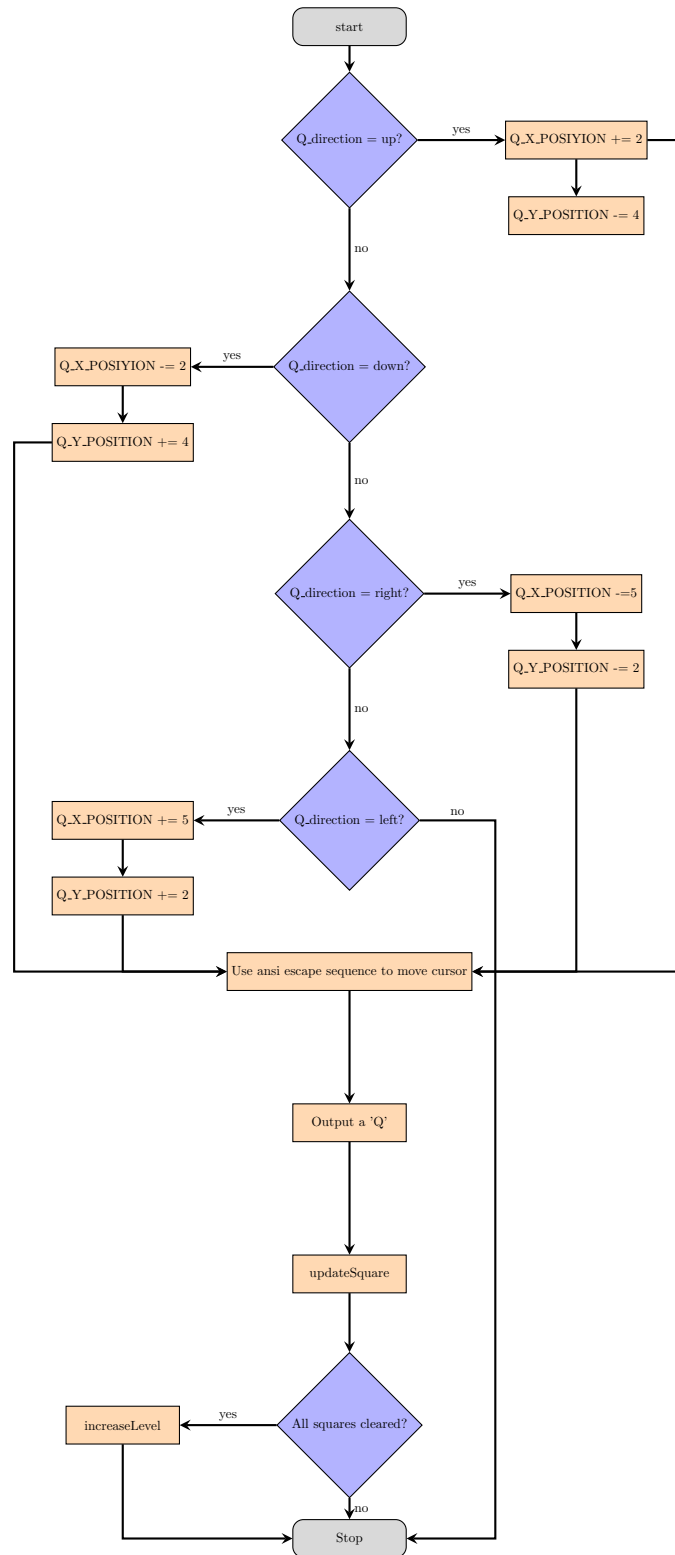 start
Q_direction = up?
yes
Q_X_POSIYION += 2
Q_Y_POSITION -= 4
no
Q_direction = down?
yes
Q_X_POSIYION -= 2
Q_Y_POSITION += 4
no
Q_direction = right?
yes
Q_X_POSITION -=5
Q_Y_POSITION -= 2
no
Q_direction = left?
yes
no
Q_X_POSITION += 5
Q_Y_POSITION += 2
Use ansi escape sequence to move cursor
Output a 'Q'
updateSquare
All squares cleared?
yes
increaseLevel
no
Stop